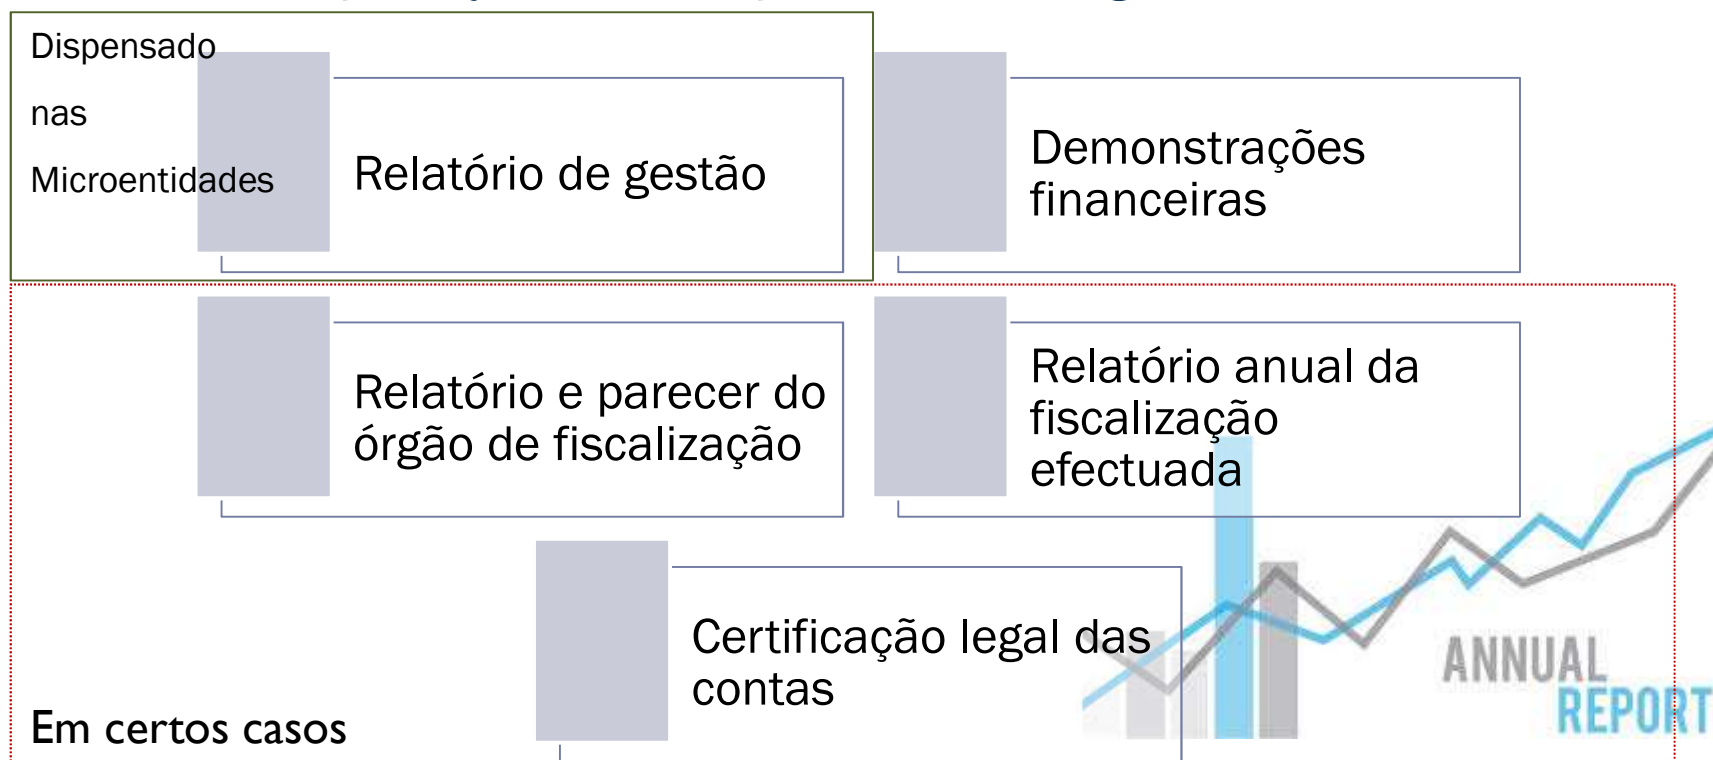 Dispensado
nas
Microentidades
Relatório de gestão
Demonstrações
financeiras
Relatório e parecer do
órgão de fiscalização
Relatório anual da
fiscalização
efectuada
Certificação legal das
contas
Em certos casos
ANNUAL
REPORT